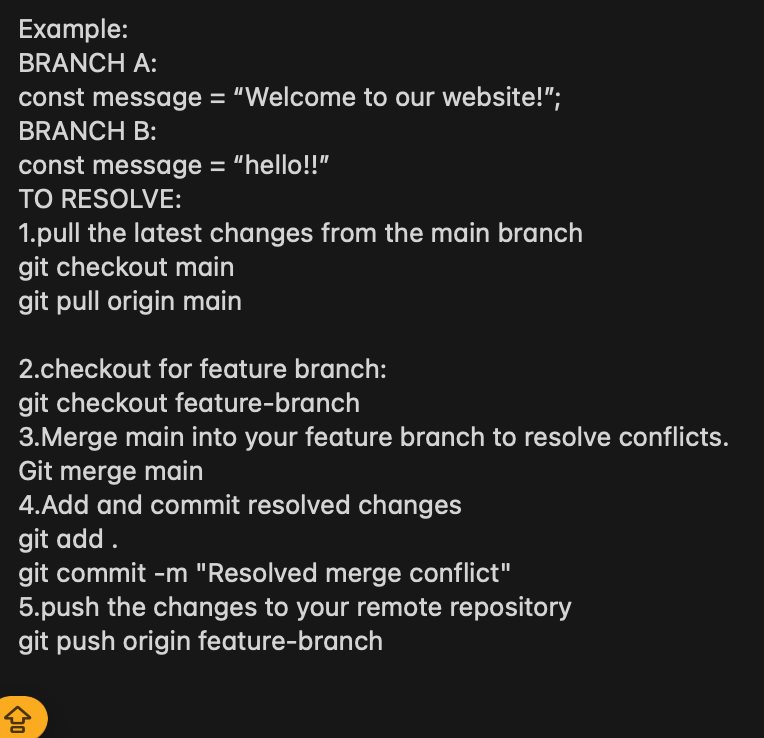 Example:
BRANCH A:
const message = “Welcome to our website!”;
BRANCH B:
const message = “hello!!”
TO RESOLVE:
1.pull the latest changes from the main branch
git checkout main
git pull origin main
2.checkout for feature branch:
git checkout feature-branch
3.Merge main into your feature branch to resolve conflicts.
Git merge main
4.Add and commit resolved changes
git add .
git commit -m "Resolved merge conflict"
5.push the changes to your remote repository
git push origin feature-branch